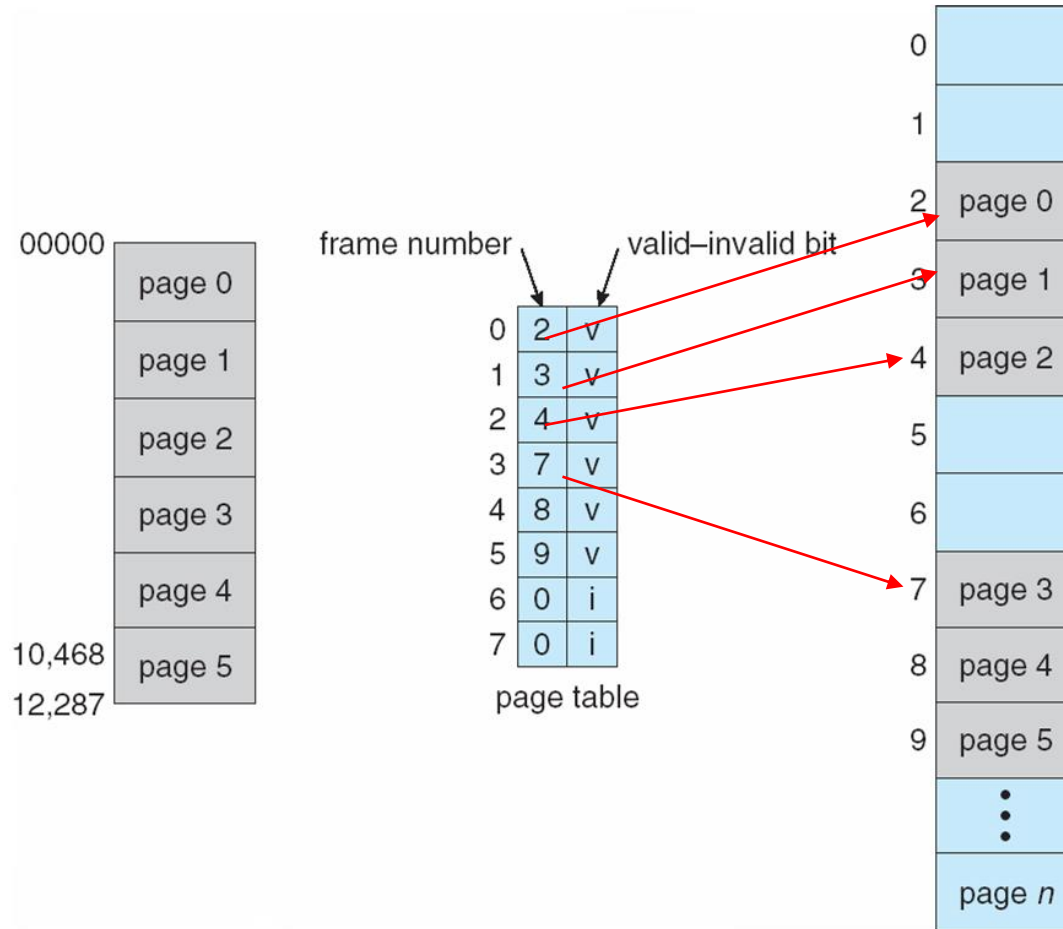 00000
page 0
page 1
page 2
page 3
page 4
10,468
page 5
12,287
frame number
valid–invalid bit
0 2 v
1 3 v
2 4 v
3 7 v
4 8 v
5 9 v
6 0 i
7 0 i
page table
0
1
2 page 0
3 page 1
4 page 2
5
6
7 page 3
8 page 4
9 page 5
page n